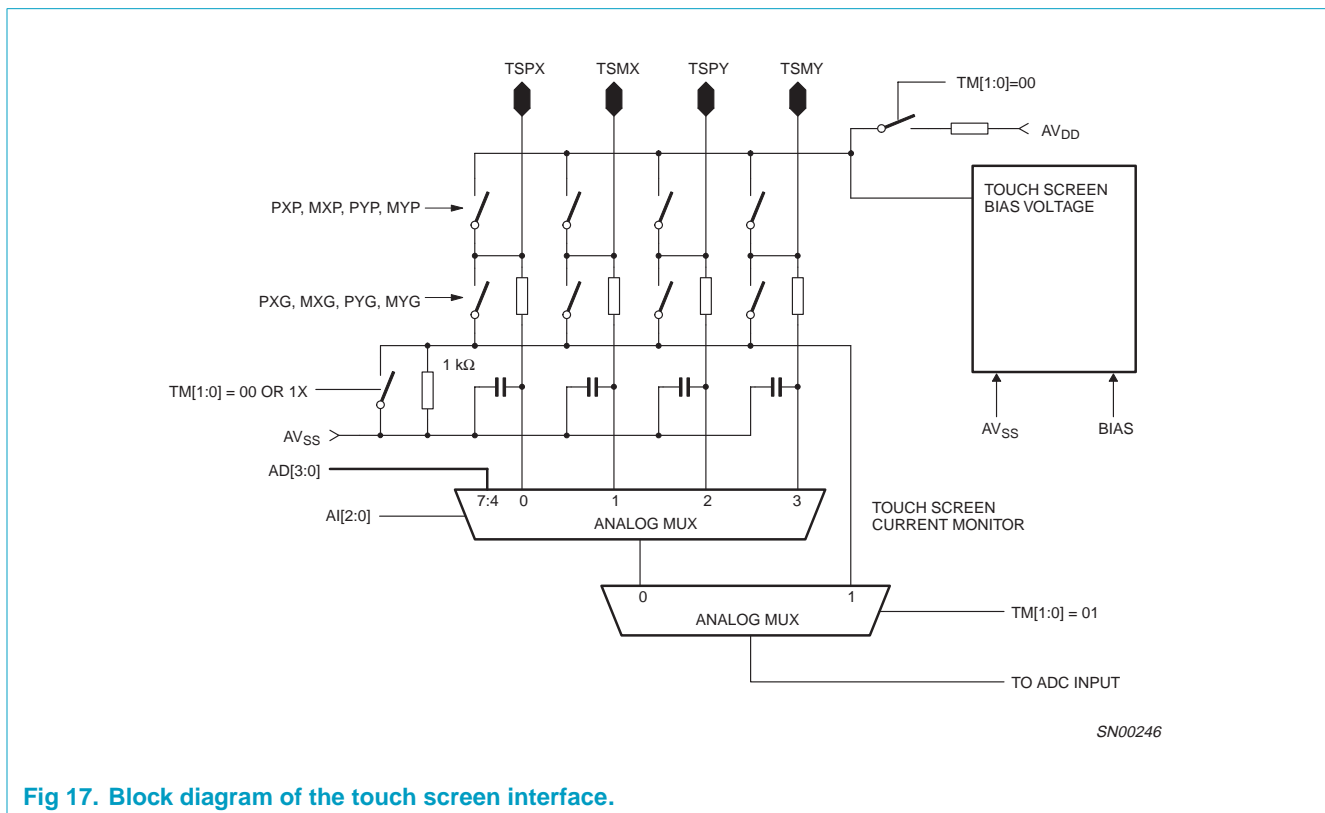 TSPX TSMX TSPY TSMY
TM[1:0]=00
AVDD
TOUCH SCREEN
BIAS VOLTAGE
PXP, MXP, PYP, MYP
PXG, MXG, PYG, MYG
1 kΩ
TM[1:0] = 00 OR 1X
AVSS
AVSS BIAS
AD[3:0]
7:4 0 1 2 3
AI[2:0]
ANALOG MUX
TOUCH SCREEN
CURRENT MONITOR
0 1
ANALOG MUX
TM[1:0] = 01
TO ADC INPUT
SN00246
Fig 17. Block diagram of the touch screen interface.